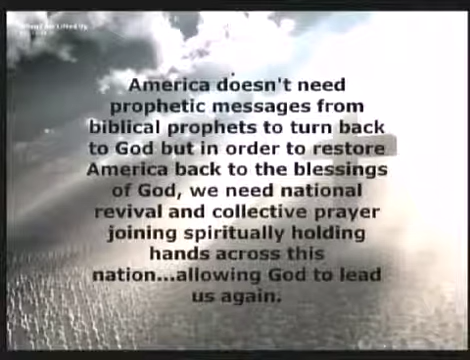 America doesn't need
prophetic messages from
biblical prophets to turn back
to God but in order to restore
America back to the blessings
of God, we need national
revival and collective prayer
joining spiritually holding
hands across this
nation...allowing God to lead
us again.